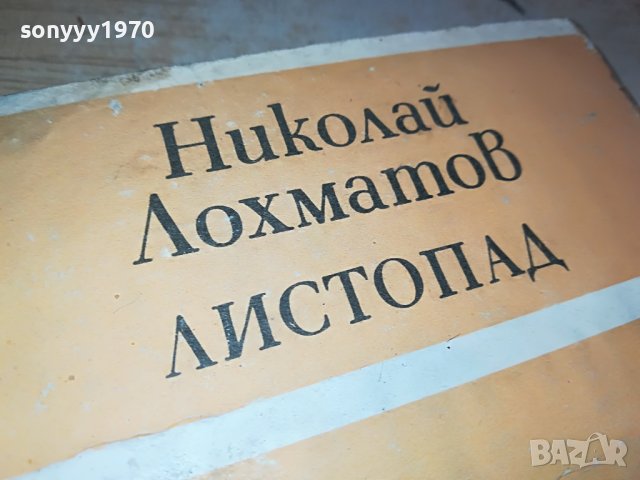 sonyyy1970
Николай
Лохматов
ЛИСТОПАД
BAZAR